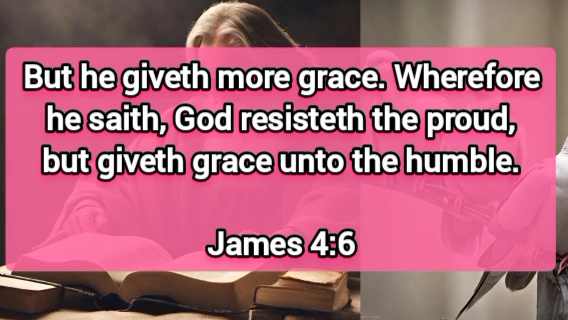 But he giveth more grace. Wherefore
he saith, God resisteth the proud,
but giveth grace unto the humble.
James 4:6